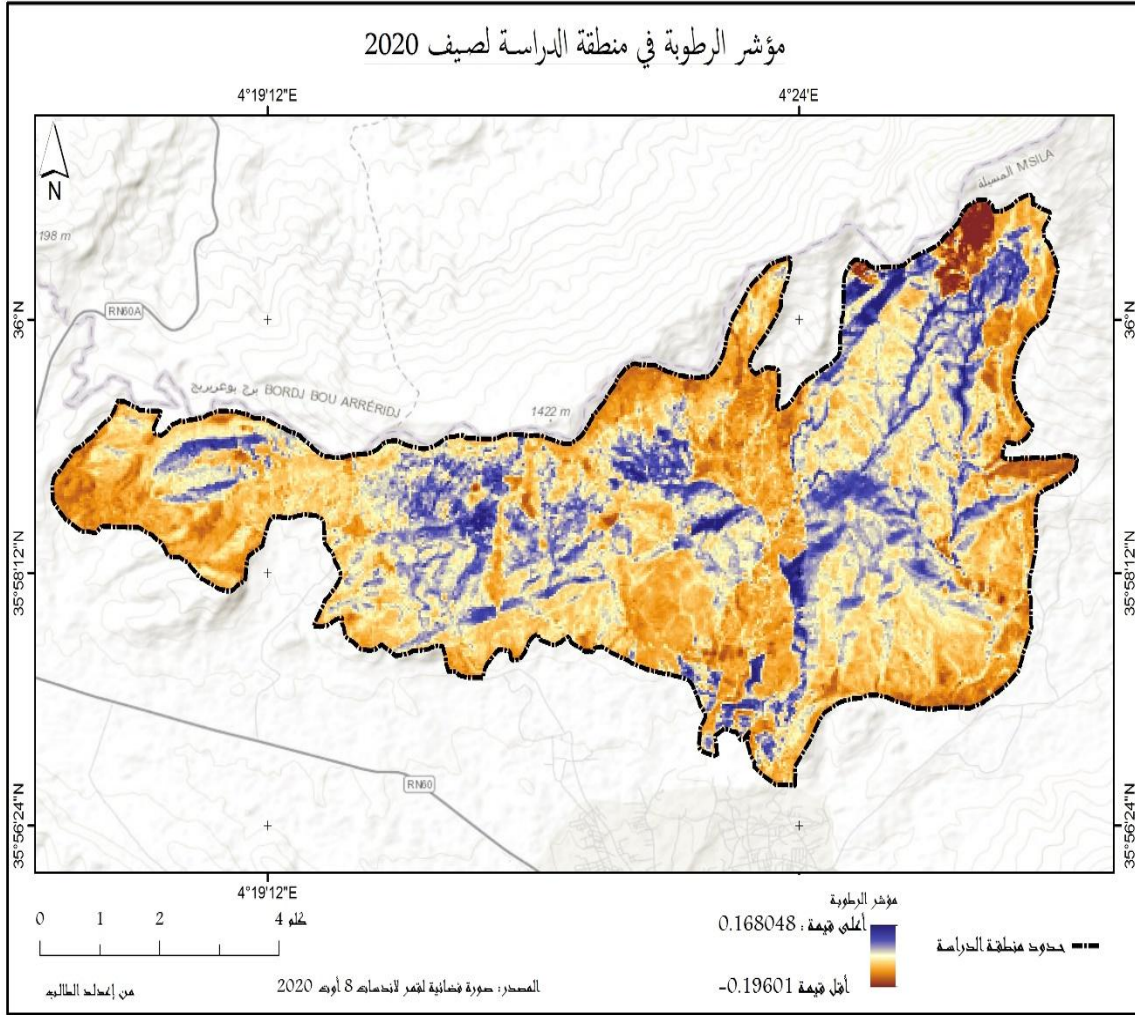 مؤشر الرطوبة في منطقة الدراسة لصيف 2020
4°19'12"E
4°24'E
N
المسيلة MSILA
198 m
RN60A
36°N
36°N
برج بوعريريج BORDJ BOU ARRÉRIDJ
1422 m
35°58'12"N
35°58'12"N
RN60
35°56'24"N
35°56'24"N
4°19'12"E
4°24'E
0 1 2 4 كلم
مؤشر الرطوبة
أعلى قيمة : 0.168048
أقل قيمة -0.19601
حدود منطقة الدراسة
المصدر: صورة فضائية لقمر لاندسات 8 أوت 2020
من إعداد الطالب